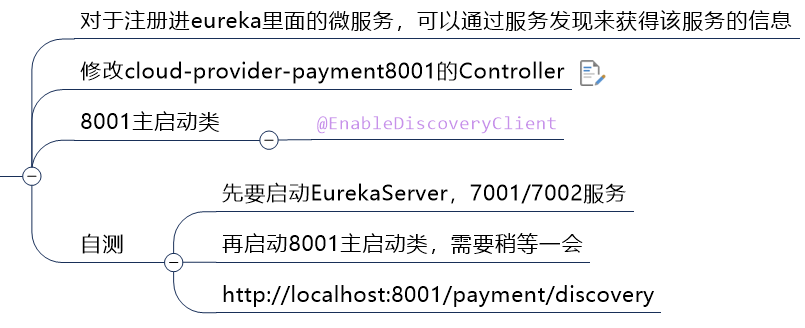 对于注册进eureka里面的微服务，可以通过服务发现来获得该服务的信息
修改cloud-provider-payment8001的Controller
8001主启动类
@EnableDiscoveryClient
自测
先要启动EurekaServer，7001/7002服务
再启动8001主启动类，需要稍等一会
http://localhost:8001/payment/discovery